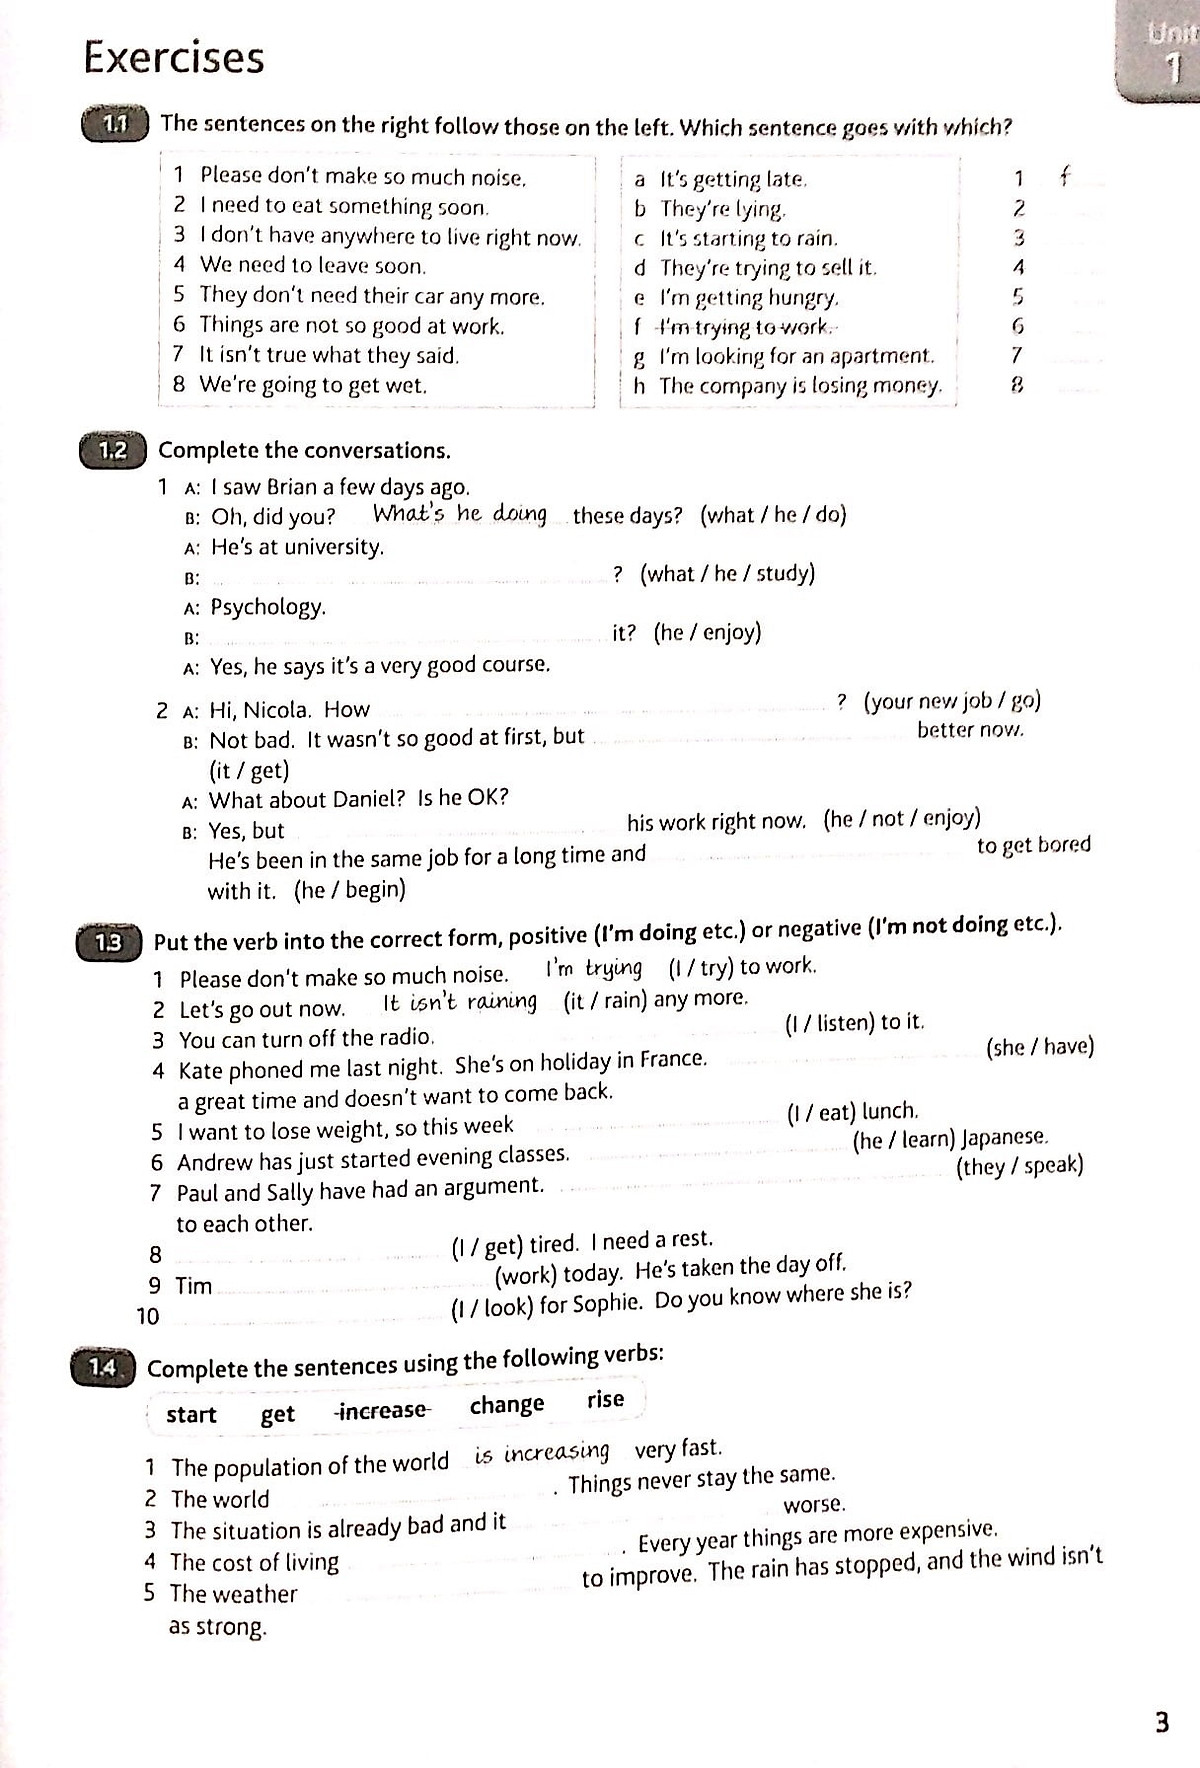 Unit
1
Exercises
1.1 The sentences on the right follow those on the left. Which sentence goes with which?
1 Please don't make so much noise. a It's getting late. 1 f
2 I need to eat something soon. b They're lying. 2
3 I don't have anywhere to live right now. c It's starting to rain. 3
4 We need to leave soon. d They're trying to sell it. 4
5 They don't need their car any more. e I'm getting hungry. 5
6 Things are not so good at work. f I'm trying to work. 6
7 It isn't true what they said. g I'm looking for an apartment. 7
8 We're going to get wet. h The company is losing money. 8
1.2 Complete the conversations.
1 A: I saw Brian a few days ago.
B: Oh, did you? What's he doing these days? (what / he / do)
A: He's at university.
B: ? (what / he / study)
A: Psychology.
B: it? (he / enjoy)
A: Yes, he says it's a very good course.
2 A: Hi, Nicola. How ? (your new job / go)
B: Not bad. It wasn't so good at first, but better now.
(it / get)
A: What about Daniel? Is he OK?
B: Yes, but his work right now. (he / not / enjoy)
He's been in the same job for a long time and to get bored
with it. (he / begin)
1.3 Put the verb into the correct form, positive (I'm doing etc.) or negative (I'm not doing etc.).
1 Please don't make so much noise. I'm trying (I / try) to work.
2 Let's go out now. It isn't raining (it / rain) any more.
3 You can turn off the radio. (I / listen) to it.
4 Kate phoned me last night. She's on holiday in France. (she / have)
a great time and doesn't want to come back.
5 I want to lose weight, so this week (I / eat) lunch.
6 Andrew has just started evening classes. (he / learn) Japanese.
7 Paul and Sally have had an argument. (they / speak)
to each other.
8 (I / get) tired. I need a rest.
9 Tim (work) today. He's taken the day off.
10 (I / look) for Sophie. Do you know where she is?
1.4 Complete the sentences using the following verbs:
start get increase change rise
1 The population of the world is increasing very fast.
2 The world . Things never stay the same.
3 The situation is already bad and it worse.
4 The cost of living . Every year things are more expensive.
5 The weather to improve. The rain has stopped, and the wind isn't
as strong.
3